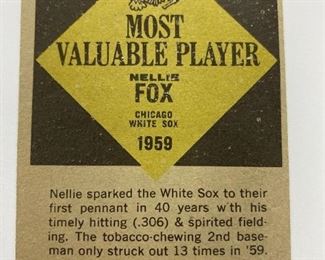 MOST
VALUABLE PLAYER
NELLIE
FOX
CHICAGO
WHITE SOX
1959
Nellie sparked the White Sox to their
first pennant in 40 years with his
timely hitting (.306) & spirited field-
ing. The tobacco-chewing 2nd base-
man only struck out 13 times in '59.